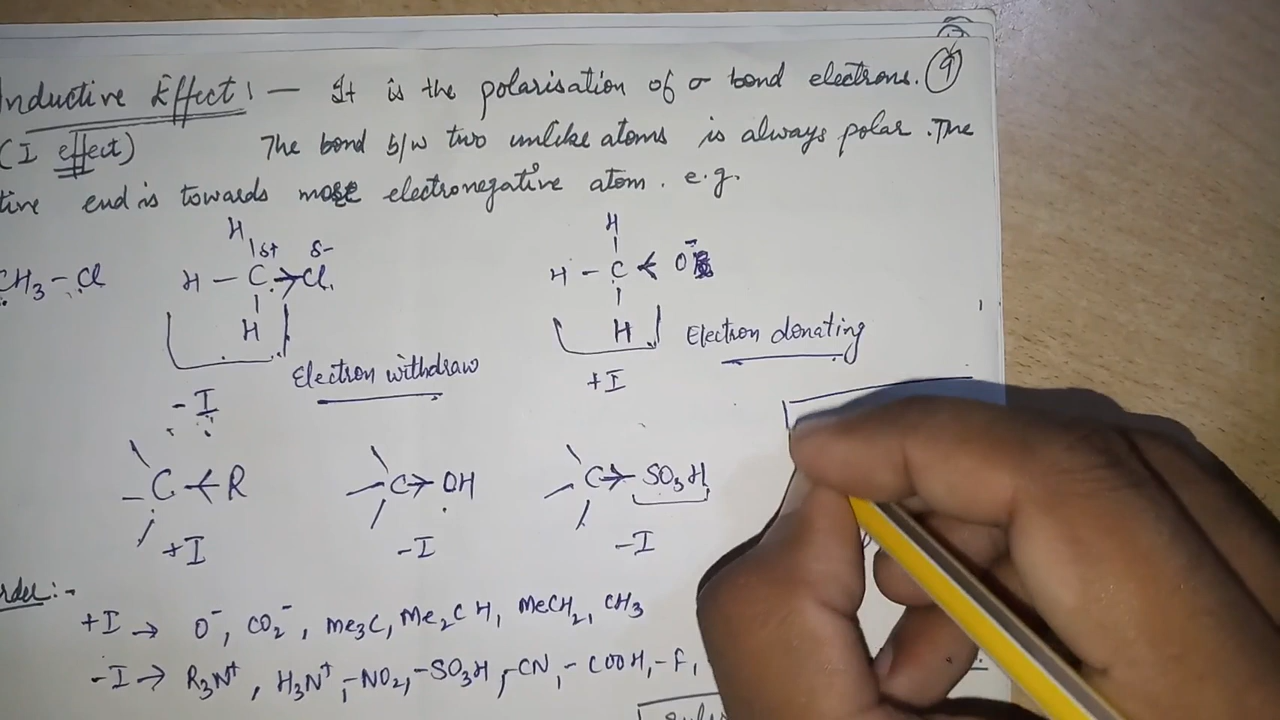 Inductive Effect :— It is the polarisation of σ bond electrons. (9)
(I effect) The bond b/w two unlike atoms is always polar. The
tive end is towards more electronegative atom. e.g.
H H
δ+ δ-
CH3 – Cl H – C → Cl H – C ← O-
H H Electron donating
Electron withdraw +I
-I
C ← R C → OH C → SO3H
+I -I -I
+I → O-, CO2-, Me3C, Me2CH, MeCH2, CH3
-I → R3N+, H3N+, -NO2, -SO3H, -CN, -COOH, -F,